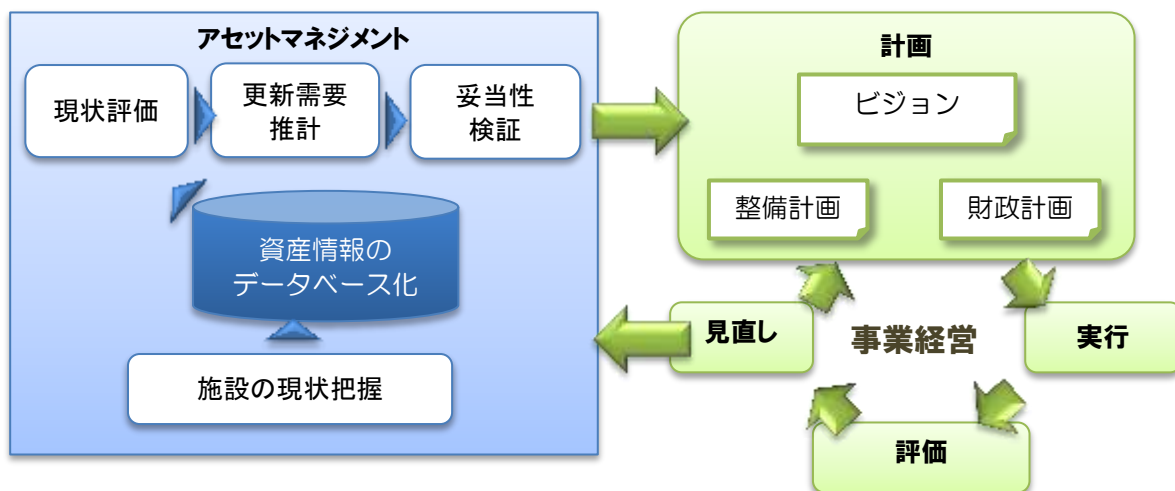 アセットマネジメント
現状評価
更新需要
推計
妥当性
検証
資産情報の
データベース化
施設の現状把握
計画
ビジョン
整備計画
財政計画
見直し
事業経営
実行
評価